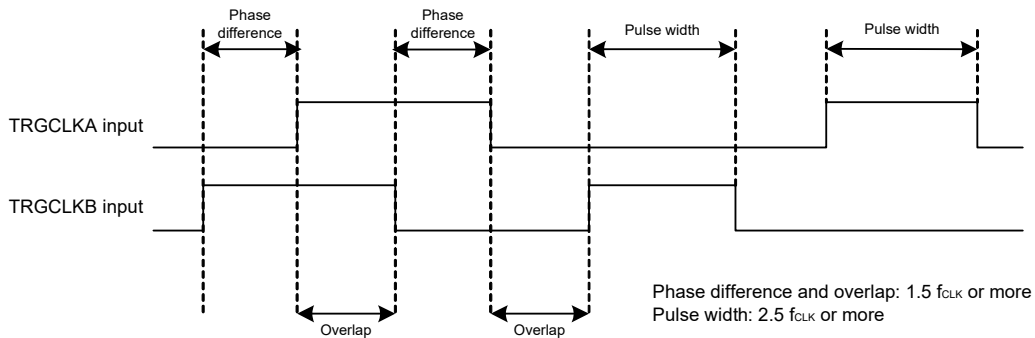 Phase
difference
Phase
difference
Pulse width
Pulse width
TRGCLKA input
TRGCLKB input
Overlap
Overlap
Phase difference and overlap: 1.5 fCLK or more
Pulse width: 2.5 fCLK or more